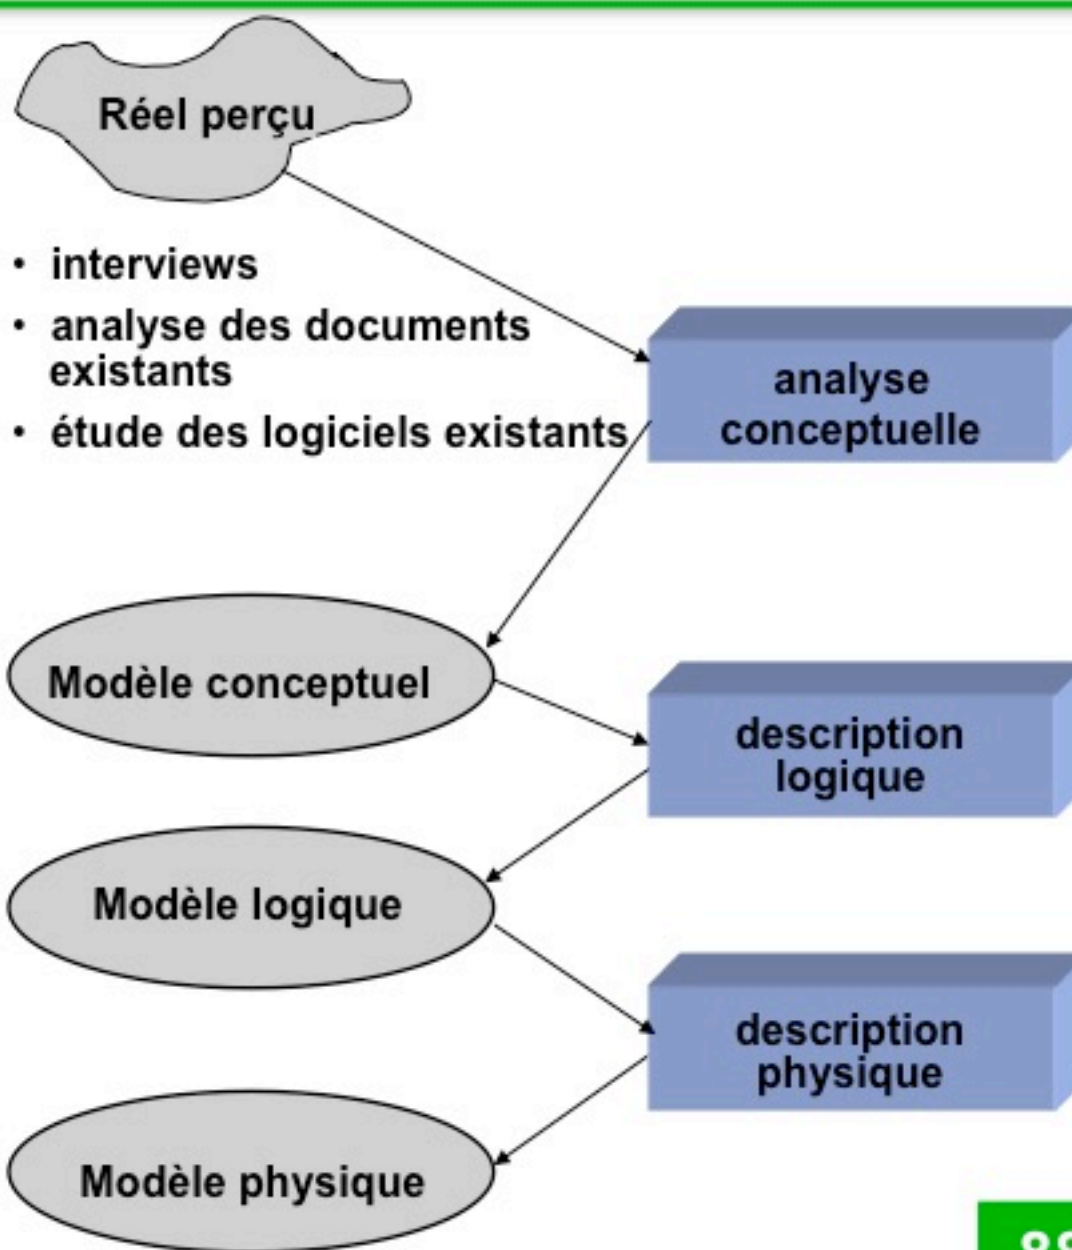 Réel perçu
• interviews
• analyse des documents
existants
• étude des logiciels existants
analyse
conceptuelle
Modèle conceptuel
description
logique
Modèle logique
description
physique
Modèle physique